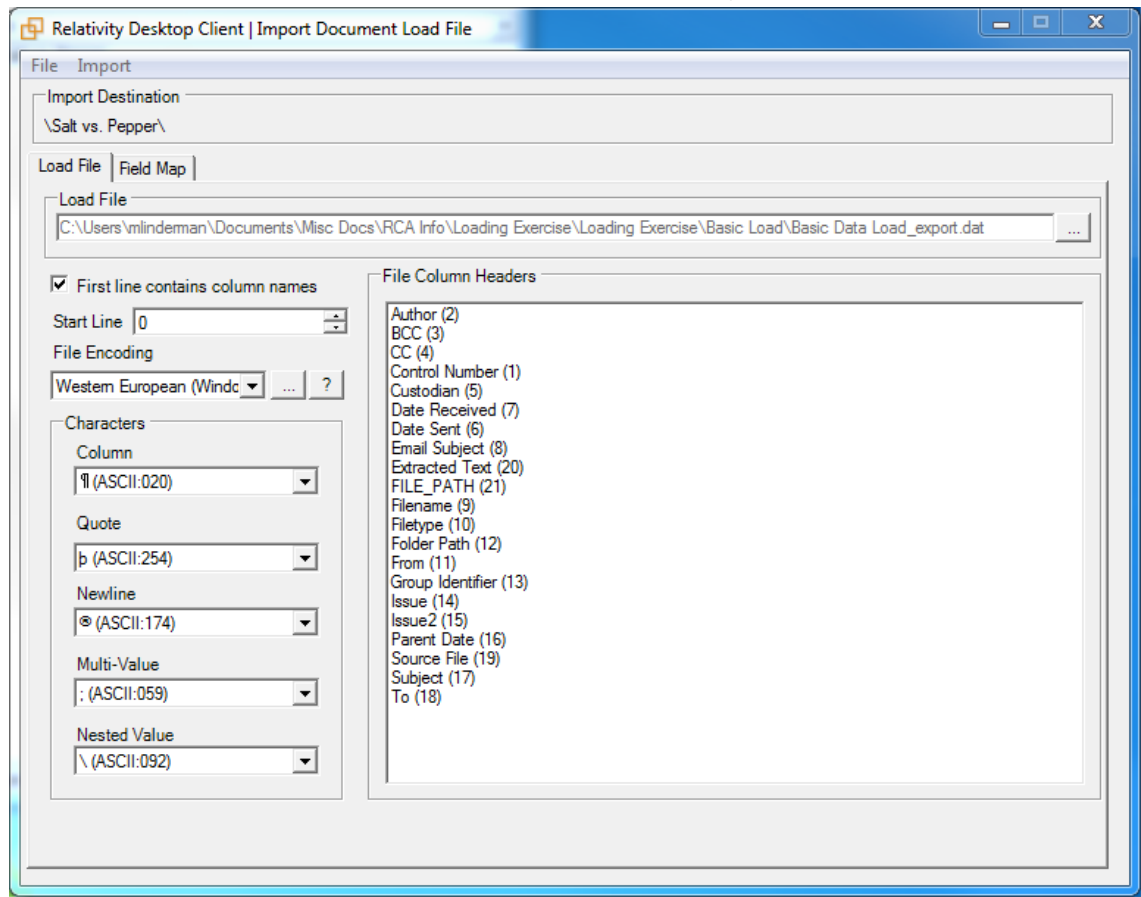 Relativity Desktop Client | Import Document Load File
File Import
Import Destination
\Salt vs. Pepper\
Load File Field Map
Load File
C:\Users\mlinderman\Documents\Misc Docs\RCA Info\Loading Exercise\Loading Exercise\Basic Load\Basic Data Load_export.dat ...
First line contains column names
Start Line 0
File Encoding
Western European (Windo ... ?
Characters
Column
¶ (ASCII:020)
Quote
þ (ASCII:254)
Newline
® (ASCII:174)
Multi-Value
; (ASCII:059)
Nested Value
\ (ASCII:092)
File Column Headers
Author (2)
BCC (3)
CC (4)
Control Number (1)
Custodian (5)
Date Received (7)
Date Sent (6)
Email Subject (8)
Extracted Text (20)
FILE_PATH (21)
Filename (9)
Filetype (10)
Folder Path (12)
From (11)
Group Identifier (13)
Issue (14)
Issue2 (15)
Parent Date (16)
Source File (19)
Subject (17)
To (18)